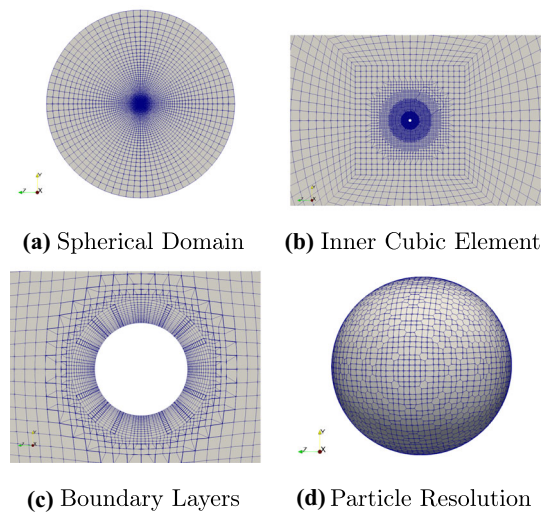 (a) Spherical Domain
(b) Inner Cubic Element
(c) Boundary Layers
(d) Particle Resolution